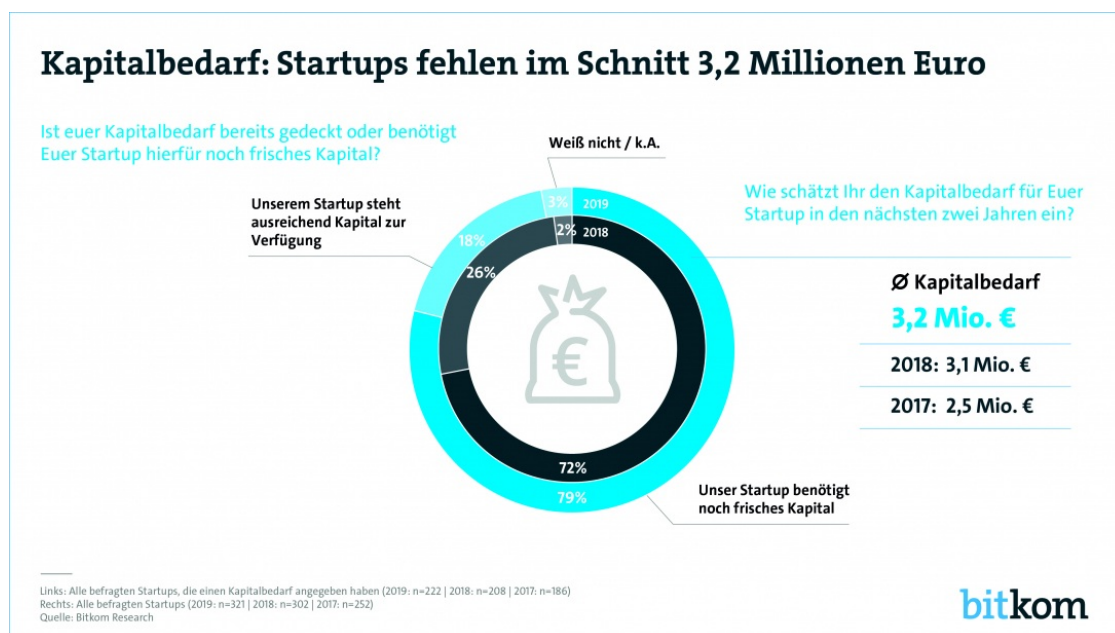 Kapitalbedarf: Startups fehlen im Schnitt 3,2 Millionen Euro
Ist euer Kapitalbedarf bereits gedeckt oder benötigt
Euer Startup hierfür noch frisches Kapital?
Weiß nicht / k.A.
Unserem Startup steht
ausreichend Kapital zur
Verfügung
3%
2019
2%
2018
18%
26%
€
72%
79%
Unser Startup benötigt
noch frisches Kapital
Wie schätzt Ihr den Kapitalbedarf für Euer
Startup in den nächsten zwei Jahren ein?
Ø Kapitalbedarf
3,2 Mio. €
2018: 3,1 Mio. €
2017: 2,5 Mio. €
Links: Alle befragten Startups, die einen Kapitalbedarf angegeben haben (2019: n=222 | 2018: n=208 | 2017: n=186)
Rechts: Alle befragten Startups (2019: n=321 | 2018: n=302 | 2017: n=252)
Quelle: Bitkom Research
bitkom